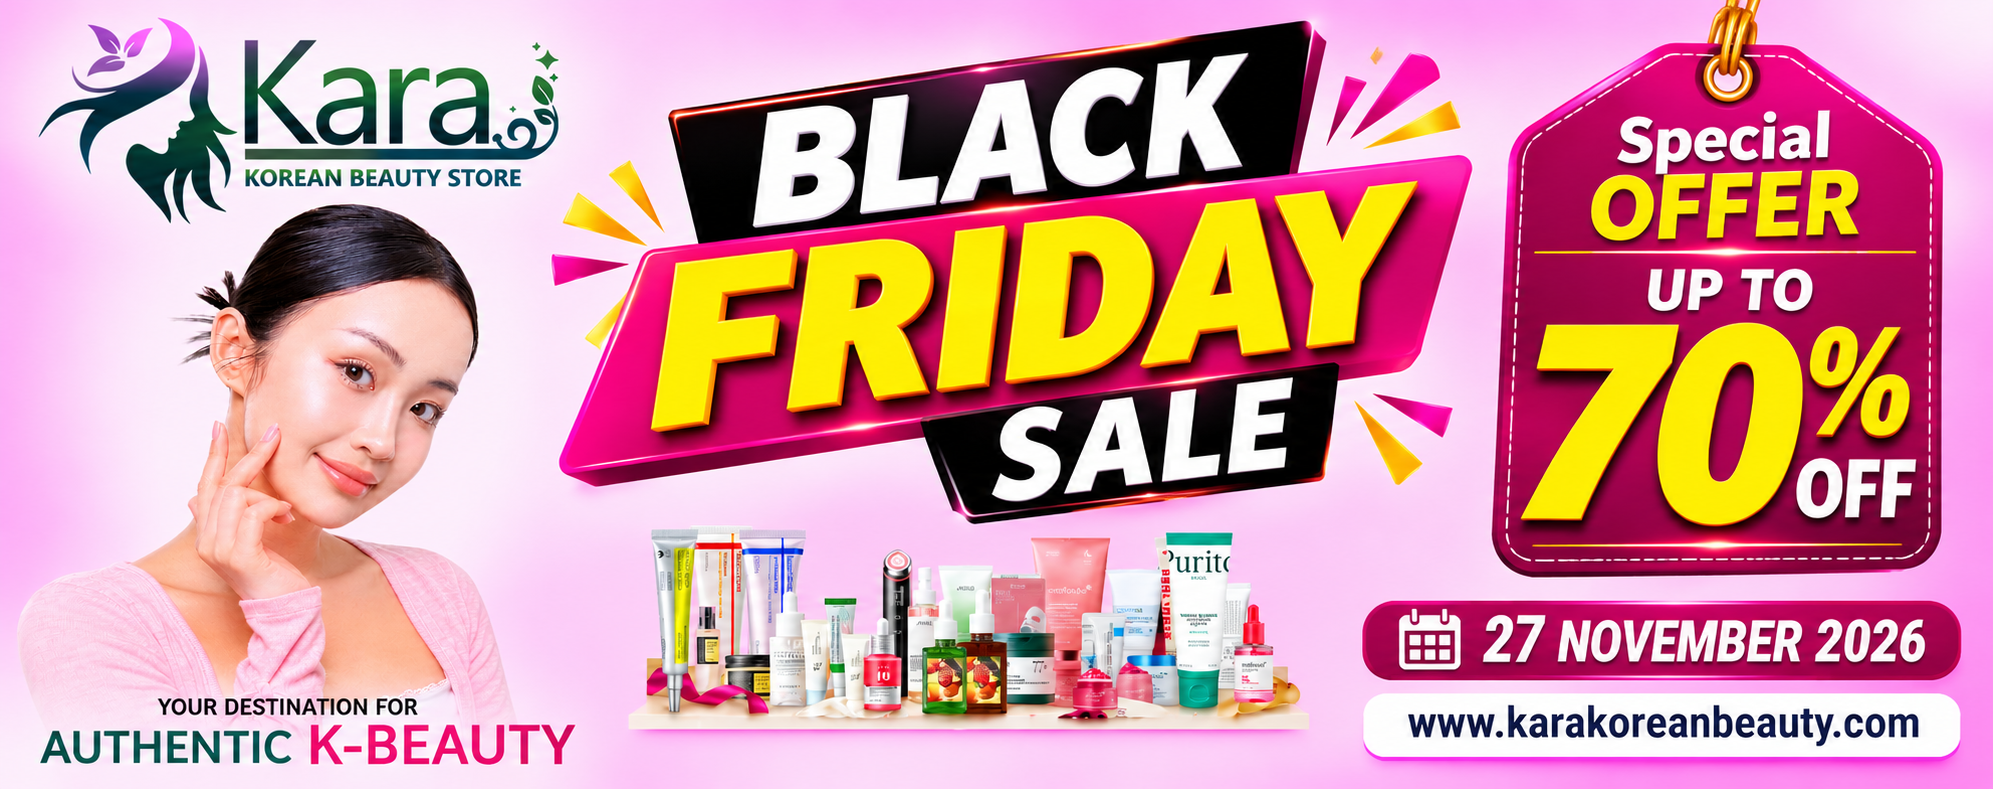 Kara
KOREAN BEAUTY STORE
BLACK
FRIDAY
SALE
Special
OFFER
UP TO
70%
OFF
27 NOVEMBER 2026
www.karakoreanbeauty.com
YOUR DESTINATION FOR
AUTHENTIC K-BEAUTY
Purito